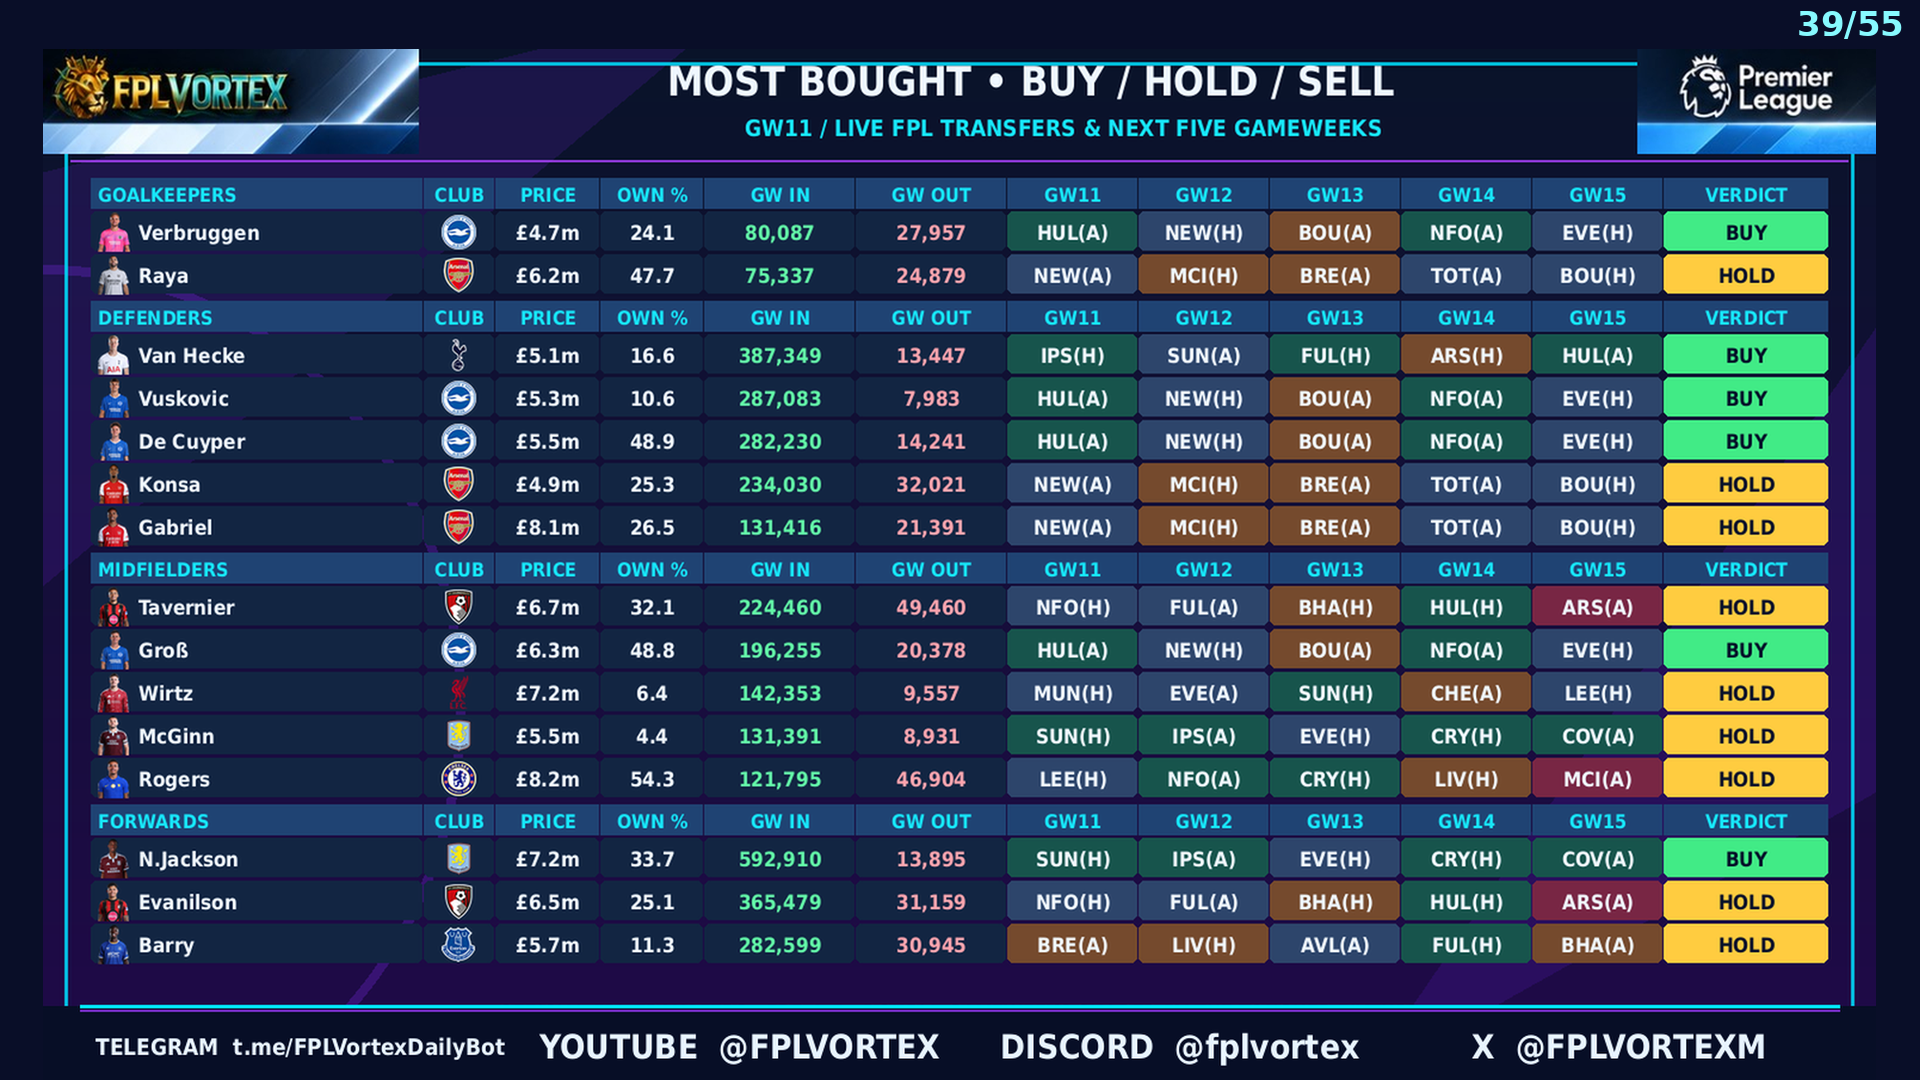 39/55
FPLVORTEX
MOST BOUGHT • BUY / HOLD / SELL
Premier League
GW11 / LIVE FPL TRANSFERS & NEXT FIVE GAMEWEEKS
GOALKEEPERS CLUB PRICE OWN % GW IN GW OUT GW11 GW12 GW13 GW14 GW15 VERDICT
Verbruggen £4.7m 24.1 80,087 27,957 HUL(A) NEW(H) BOU(A) NFO(A) EVE(H) BUY
Raya £6.2m 47.7 75,337 24,879 NEW(A) MCI(H) BRE(A) TOT(A) BOU(H) HOLD
DEFENDERS CLUB PRICE OWN % GW IN GW OUT GW11 GW12 GW13 GW14 GW15 VERDICT
Van Hecke £5.1m 16.6 387,349 13,447 IPS(H) SUN(A) FUL(H) ARS(H) HUL(A) BUY
Vuskovic £5.3m 10.6 287,083 7,983 HUL(A) NEW(H) BOU(A) NFO(A) EVE(H) BUY
De Cuyper £5.5m 48.9 282,230 14,241 HUL(A) NEW(H) BOU(A) NFO(A) EVE(H) BUY
Konsa £4.9m 25.3 234,030 32,021 NEW(A) MCI(H) BRE(A) TOT(A) BOU(H) HOLD
Gabriel £8.1m 26.5 131,416 21,391 NEW(A) MCI(H) BRE(A) TOT(A) BOU(H) HOLD
MIDFIELDERS CLUB PRICE OWN % GW IN GW OUT GW11 GW12 GW13 GW14 GW15 VERDICT
Tavernier £6.7m 32.1 224,460 49,460 NFO(H) FUL(A) BHA(H) HUL(H) ARS(A) HOLD
Groß £6.3m 48.8 196,255 20,378 HUL(A) NEW(H) BOU(A) NFO(A) EVE(H) BUY
Wirtz £7.2m 6.4 142,353 9,557 MUN(H) EVE(A) SUN(H) CHE(A) LEE(H) HOLD
McGinn £5.5m 4.4 131,391 8,931 SUN(H) IPS(A) EVE(H) CRY(H) COV(A) HOLD
Rogers £8.2m 54.3 121,795 46,904 LEE(H) NFO(A) CRY(H) LIV(H) MCI(A) HOLD
FORWARDS CLUB PRICE OWN % GW IN GW OUT GW11 GW12 GW13 GW14 GW15 VERDICT
N.Jackson £7.2m 33.7 592,910 13,895 SUN(H) IPS(A) EVE(H) CRY(H) COV(A) BUY
Evanilson £6.5m 25.1 365,479 31,159 NFO(H) FUL(A) BHA(H) HUL(H) ARS(A) HOLD
Barry £5.7m 11.3 282,599 30,945 BRE(A) LIV(H) AVL(A) FUL(H) BHA(A) HOLD
TELEGRAM t.me/FPLVortexDailyBot YOUTUBE @FPLVORTEX DISCORD @fplvortex X @FPLVORTEXM